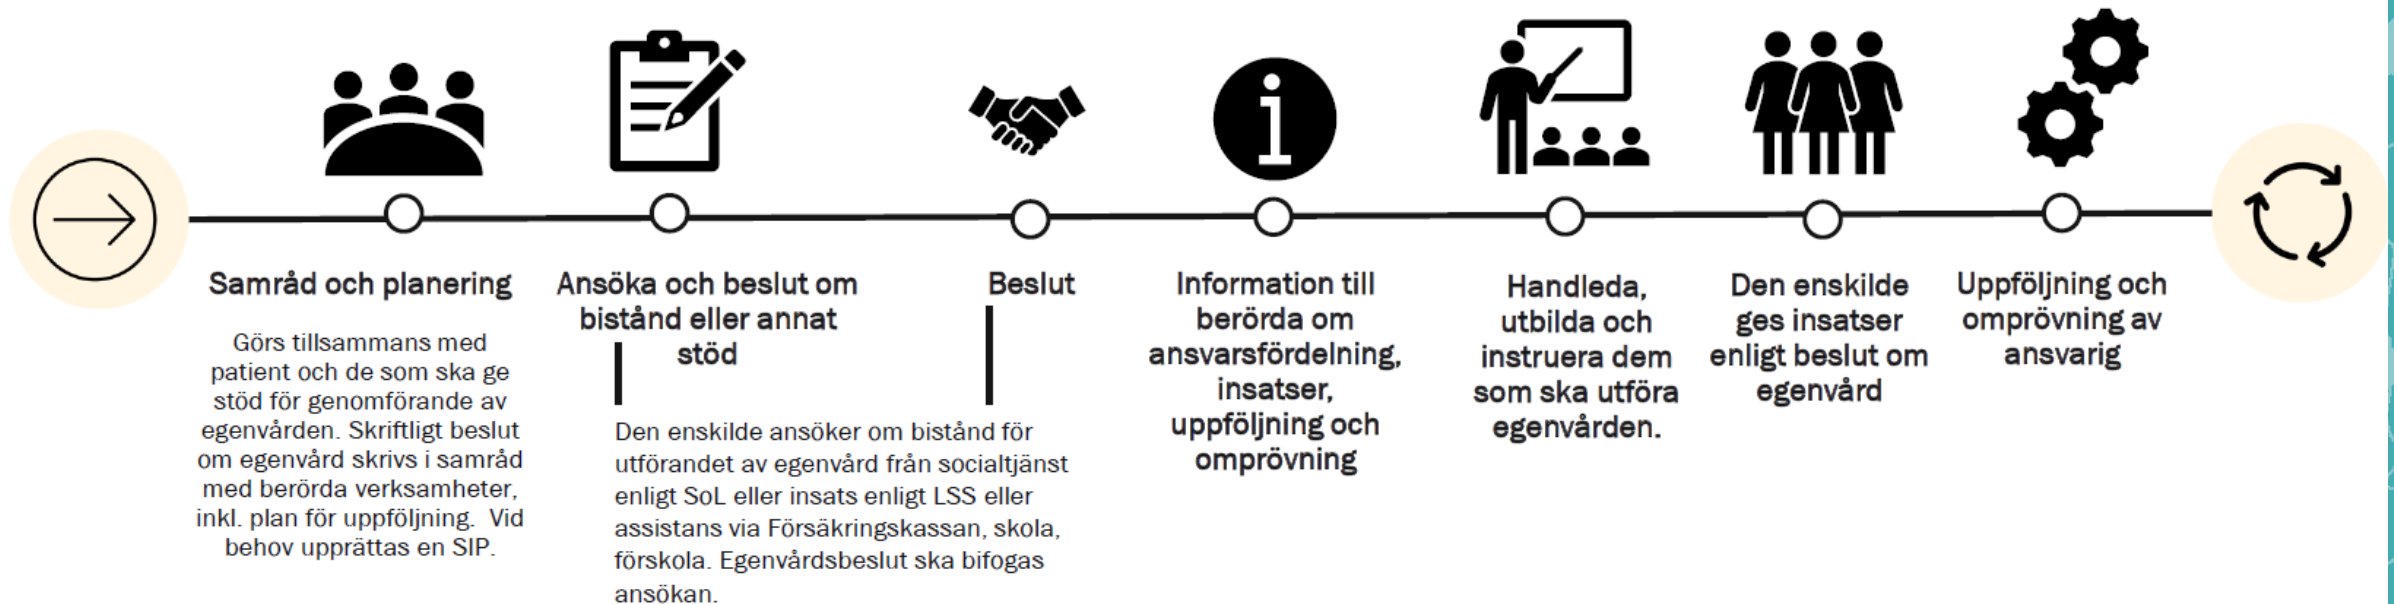 Samråd och planering
Görs tillsammans med
patient och de som ska ge
stöd för genomförande av
egenvården. Skriftligt beslut
om egenvård skrivs i samråd
med berörda verksamheter,
inkl. plan för uppföljning. Vid
behov upprättas en SIP.
Ansöka och beslut om
bistånd eller annat
stöd
Beslut
Den enskilde ansöker om bistånd för
utförandet av egenvård från socialtjänst
enligt SoL eller insats enligt LSS eller
assistans via Försäkringskassan, skola,
förskola. Egenvårdsbeslut ska bifogas
ansökan.
Information till
berörda om
ansvarsfördelning,
insatser,
uppföljning och
omprövning
Handleda,
utbilda och
instruera dem
som ska utföra
egenvården.
Den enskilde
ges insatser
enligt beslut om
egenvård
Uppföljning och
omprövning av
ansvarig